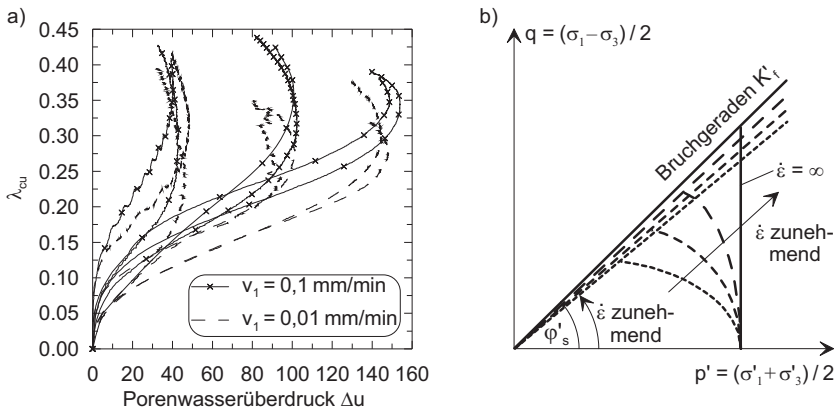 a)
λcu
0.45
0.40
0.35
0.30
0.25
0.20
0.15
0.10
0.05
0.00
0 20 40 60 80 100 120 140 160
Porenwasserüberdruck Δu
v₁ = 0,1 mm/min
v₁ = 0,01 mm/min
b)
q = (σ₁−σ₃) / 2
Bruchgeraden K'f
ε̇ = ∞
ε̇ zuneh-
mend
ε̇ zuneh-
mend
φ's
p' = (σ'₁+σ'₃) / 2